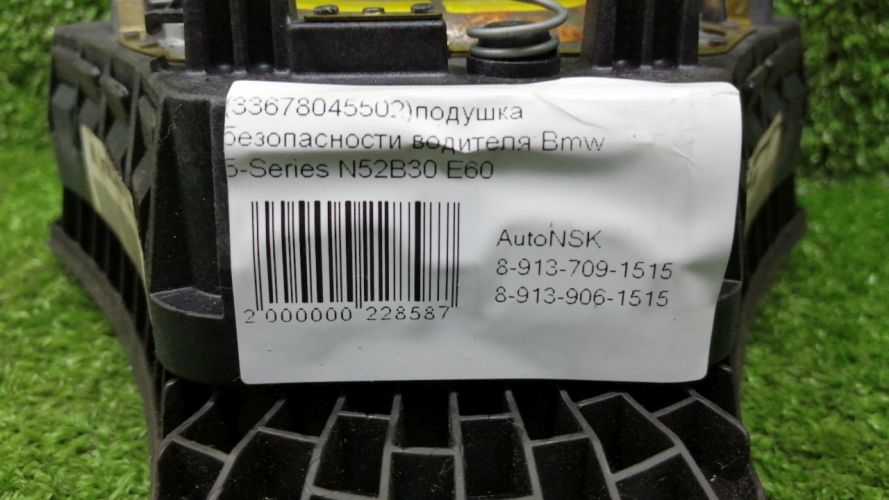 (33678045502)подушка
безопасности водителя Bmw
5-Series N52B30 E60
AutoNSK
8-913-709-1515
8-913-906-1515
2 000000 228587